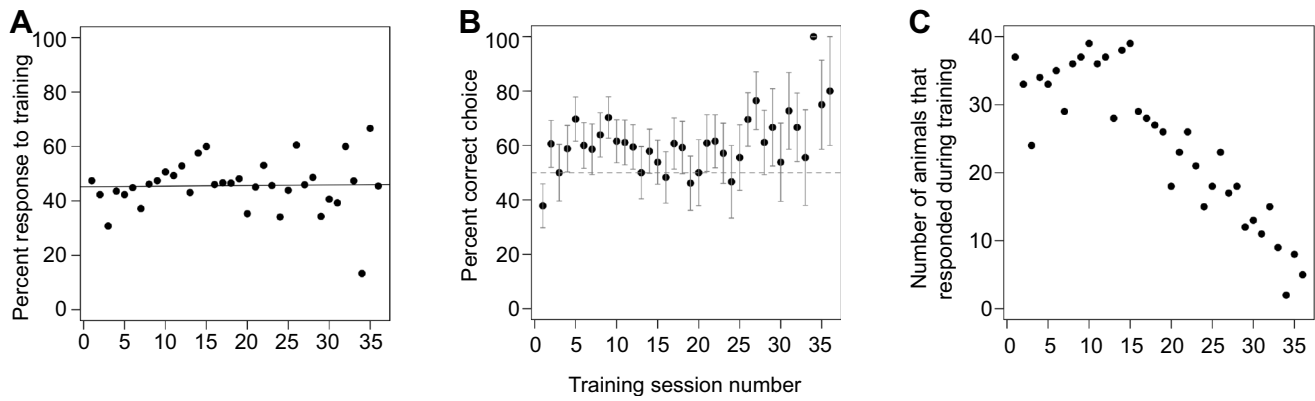 A
Percent response to training
100
80
60
40
20
0
0 5 10 15 20 25 30 35
B
Percent correct choice
100
80
60
40
20
0
0 5 10 15 20 25 30 35
Training session number
C
Number of animals that
responded during training
40
30
20
10
0
0 5 10 15 20 25 30 35